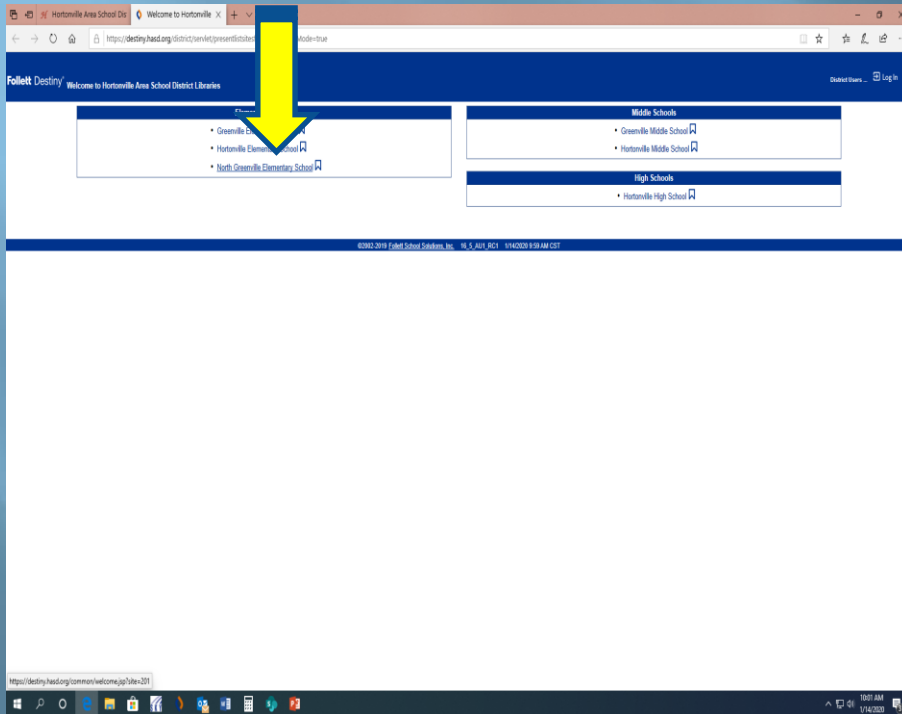 Hortonville Area School Dis
Welcome to Hortonville
https://destiny.hasd.org/district/servlet/presentlistsitesf Mode=true
Follett Destiny® Welcome to Hortonville Area School District Libraries
District Users ... Log In
Middle Schools
• Greenville Middle School
• Hortonville Middle School
High Schools
• Hortonville High School
• Greenville
• Hortonville Elementary School
• North Greenville Elementary School
©2002-2019 Follett School Solutions, Inc. 16_5_AU1_RC1 1/14/2020 9:59 AM CST
https://destiny.hasd.org/common/welcome.jsp?site=201
10:01 AM
1/14/2020